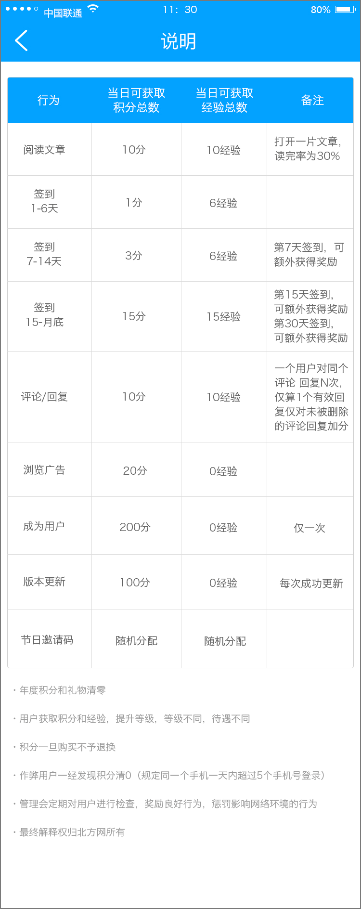 中国联通
11：30
80%
说明
行为
当日可获取
积分总数
当日可获取
经验总数
备注
阅读文章
10分
10经验
打开一片文章，
读完率为30%
签到
1-6天
1分
6经验
签到
7-14天
3分
6经验
第7天签到，可
额外获得奖励
签到
15-月底
15分
15经验
第15天签到，
可额外获得奖励
第30天签到，
可额外获得奖励
评论/回复
10分
10经验
一个用户对同个
评论 回复N次，
仅算1个有效回
复仅对未被删除
的评论回复加分
浏览广告
20分
0经验
成为用户
200分
0经验
仅一次
版本更新
100分
0经验
每次成功更新
节日邀请码
随机分配
随机分配
· 年度积分和礼物清零
· 用户获取积分和经验，提升等级，等级不同，待遇不同
· 积分一旦购买不予退换
· 作弊用户一经发现积分清0（规定同一个手机一天内超过5个手机号登录）
· 管理会定期对用户进行检查，奖励良好行为，惩罚影响网络环境的行为
· 最终解释权归北方网所有